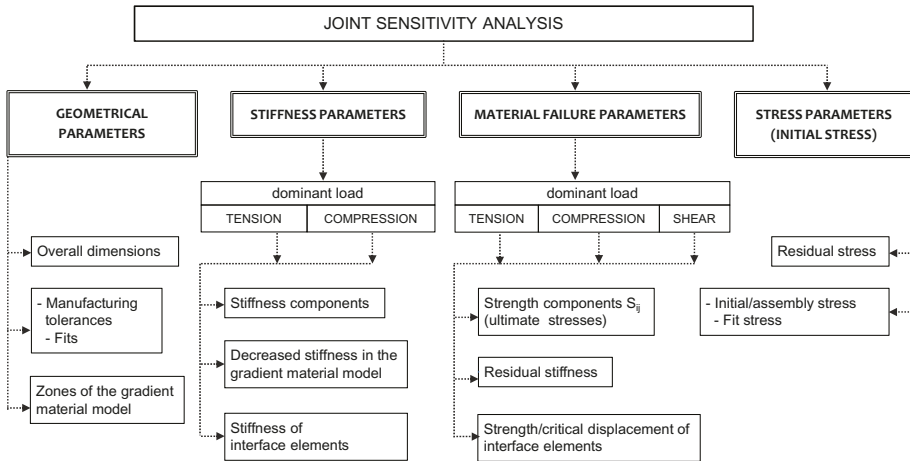 JOINT SENSITIVITY ANALYSIS
GEOMETRICAL
PARAMETERS
STIFFNESS PARAMETERS
MATERIAL FAILURE PARAMETERS
STRESS PARAMETERS
(INITIAL STRESS)
dominant load
TENSION
COMPRESSION
dominant load
TENSION
COMPRESSION
SHEAR
Overall dimensions
- Manufacturing
tolerances
- Fits
Zones of the gradient
material model
Stiffness components
Decreased stiffness in the
gradient material model
Stiffness of
interface elements
Strength components Sij
(ultimate stresses)
Residual stiffness
Strength/critical displacement of
interface elements
Residual stress
- Initial/assembly stress
- Fit stress